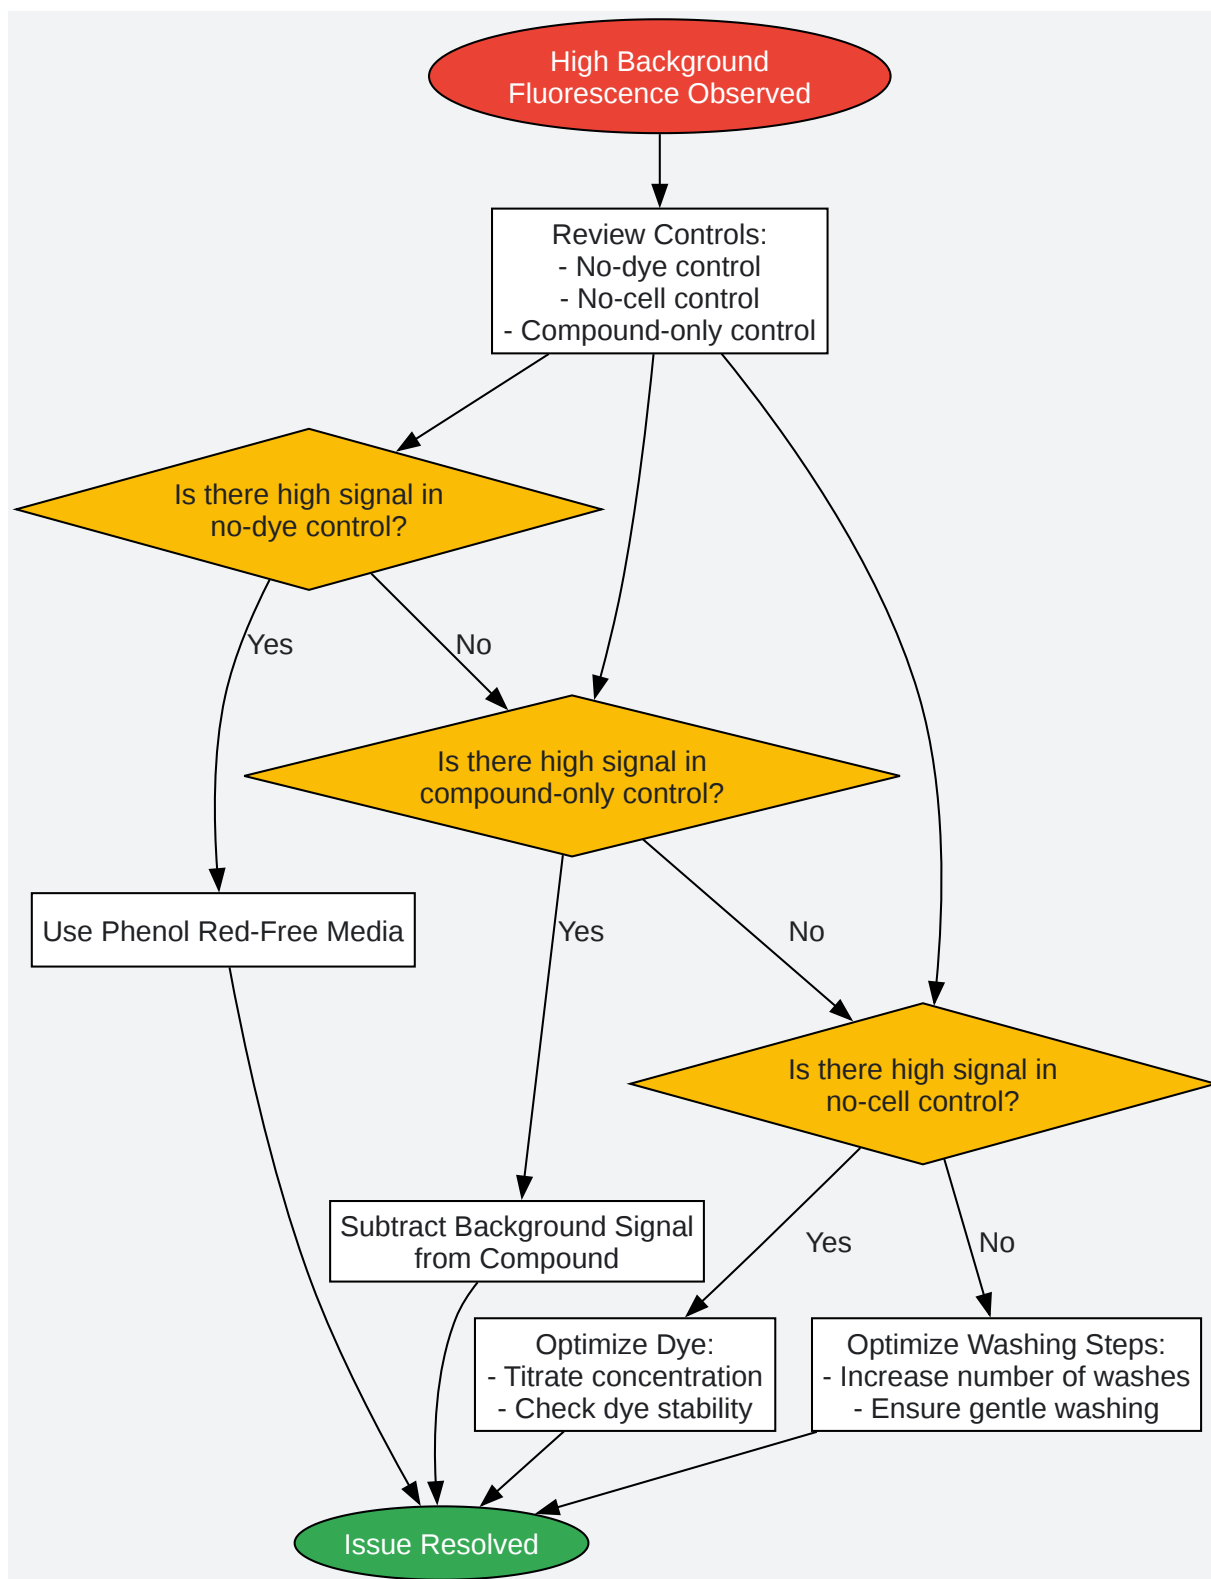 High Background
Fluorescence Observed
Review Controls:
- No-dye control
- No-cell control
- Compound-only control
Is there high signal in
no-dye control?
Yes
No
Is there high signal in
compound-only control?
Use Phenol Red-Free Media
Yes
No
Is there high signal in
no-cell control?
Subtract Background Signal
from Compound
Yes
No
Optimize Dye:
- Titrate concentration
- Check dye stability
Optimize Washing Steps:
- Increase number of washes
- Ensure gentle washing
Issue Resolved